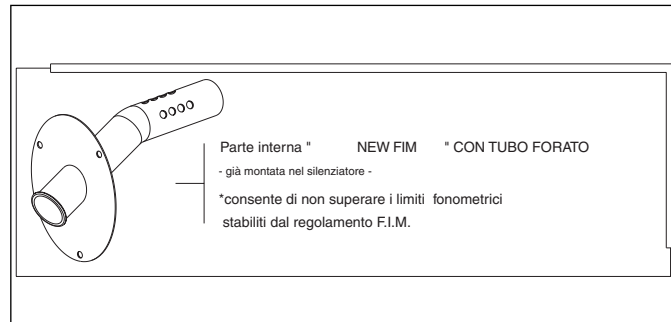 Parte interna " NEW FIM " CON TUBO FORATO
- già montata nel silenziatore -
*consente di non superare i limiti fonometrici
stabiliti dal regolamento F.I.M.